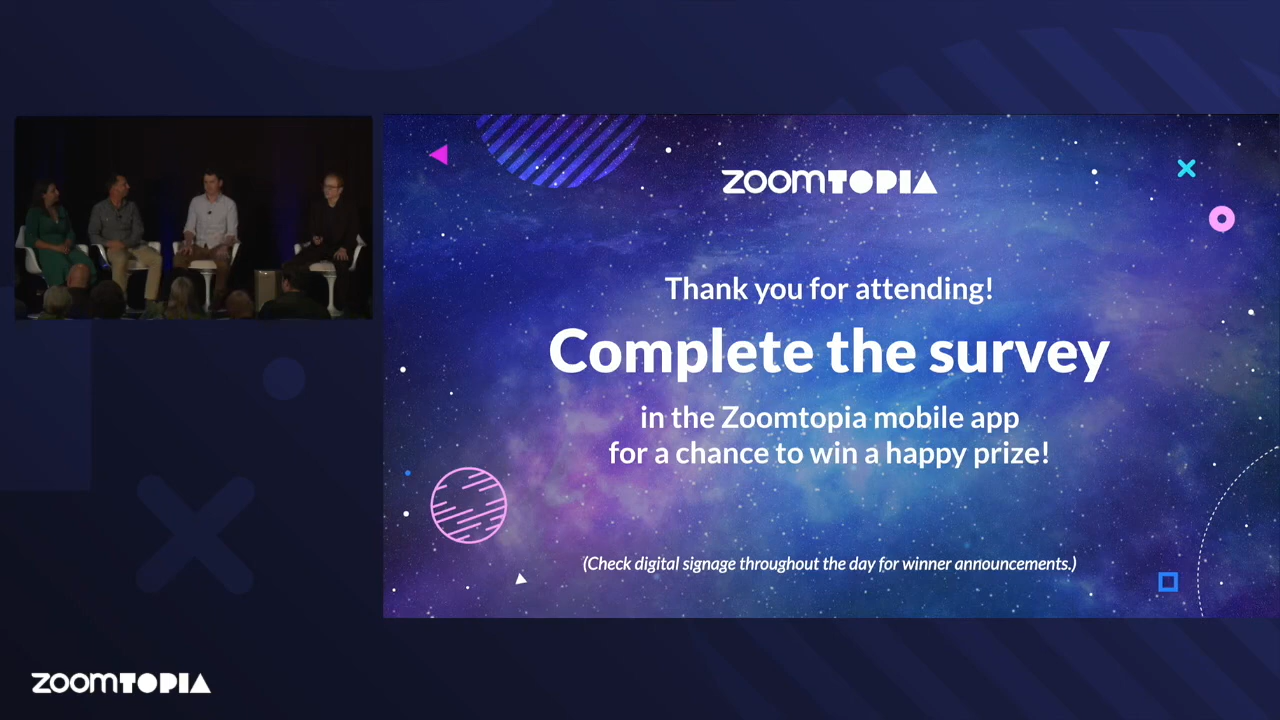 ZOOMTOPIA
Thank you for attending!
Complete the survey
in the Zoomtopia mobile app
for a chance to win a happy prize!
(Check digital signage throughout the day for winner announcements.)
ZOOMTOPIA